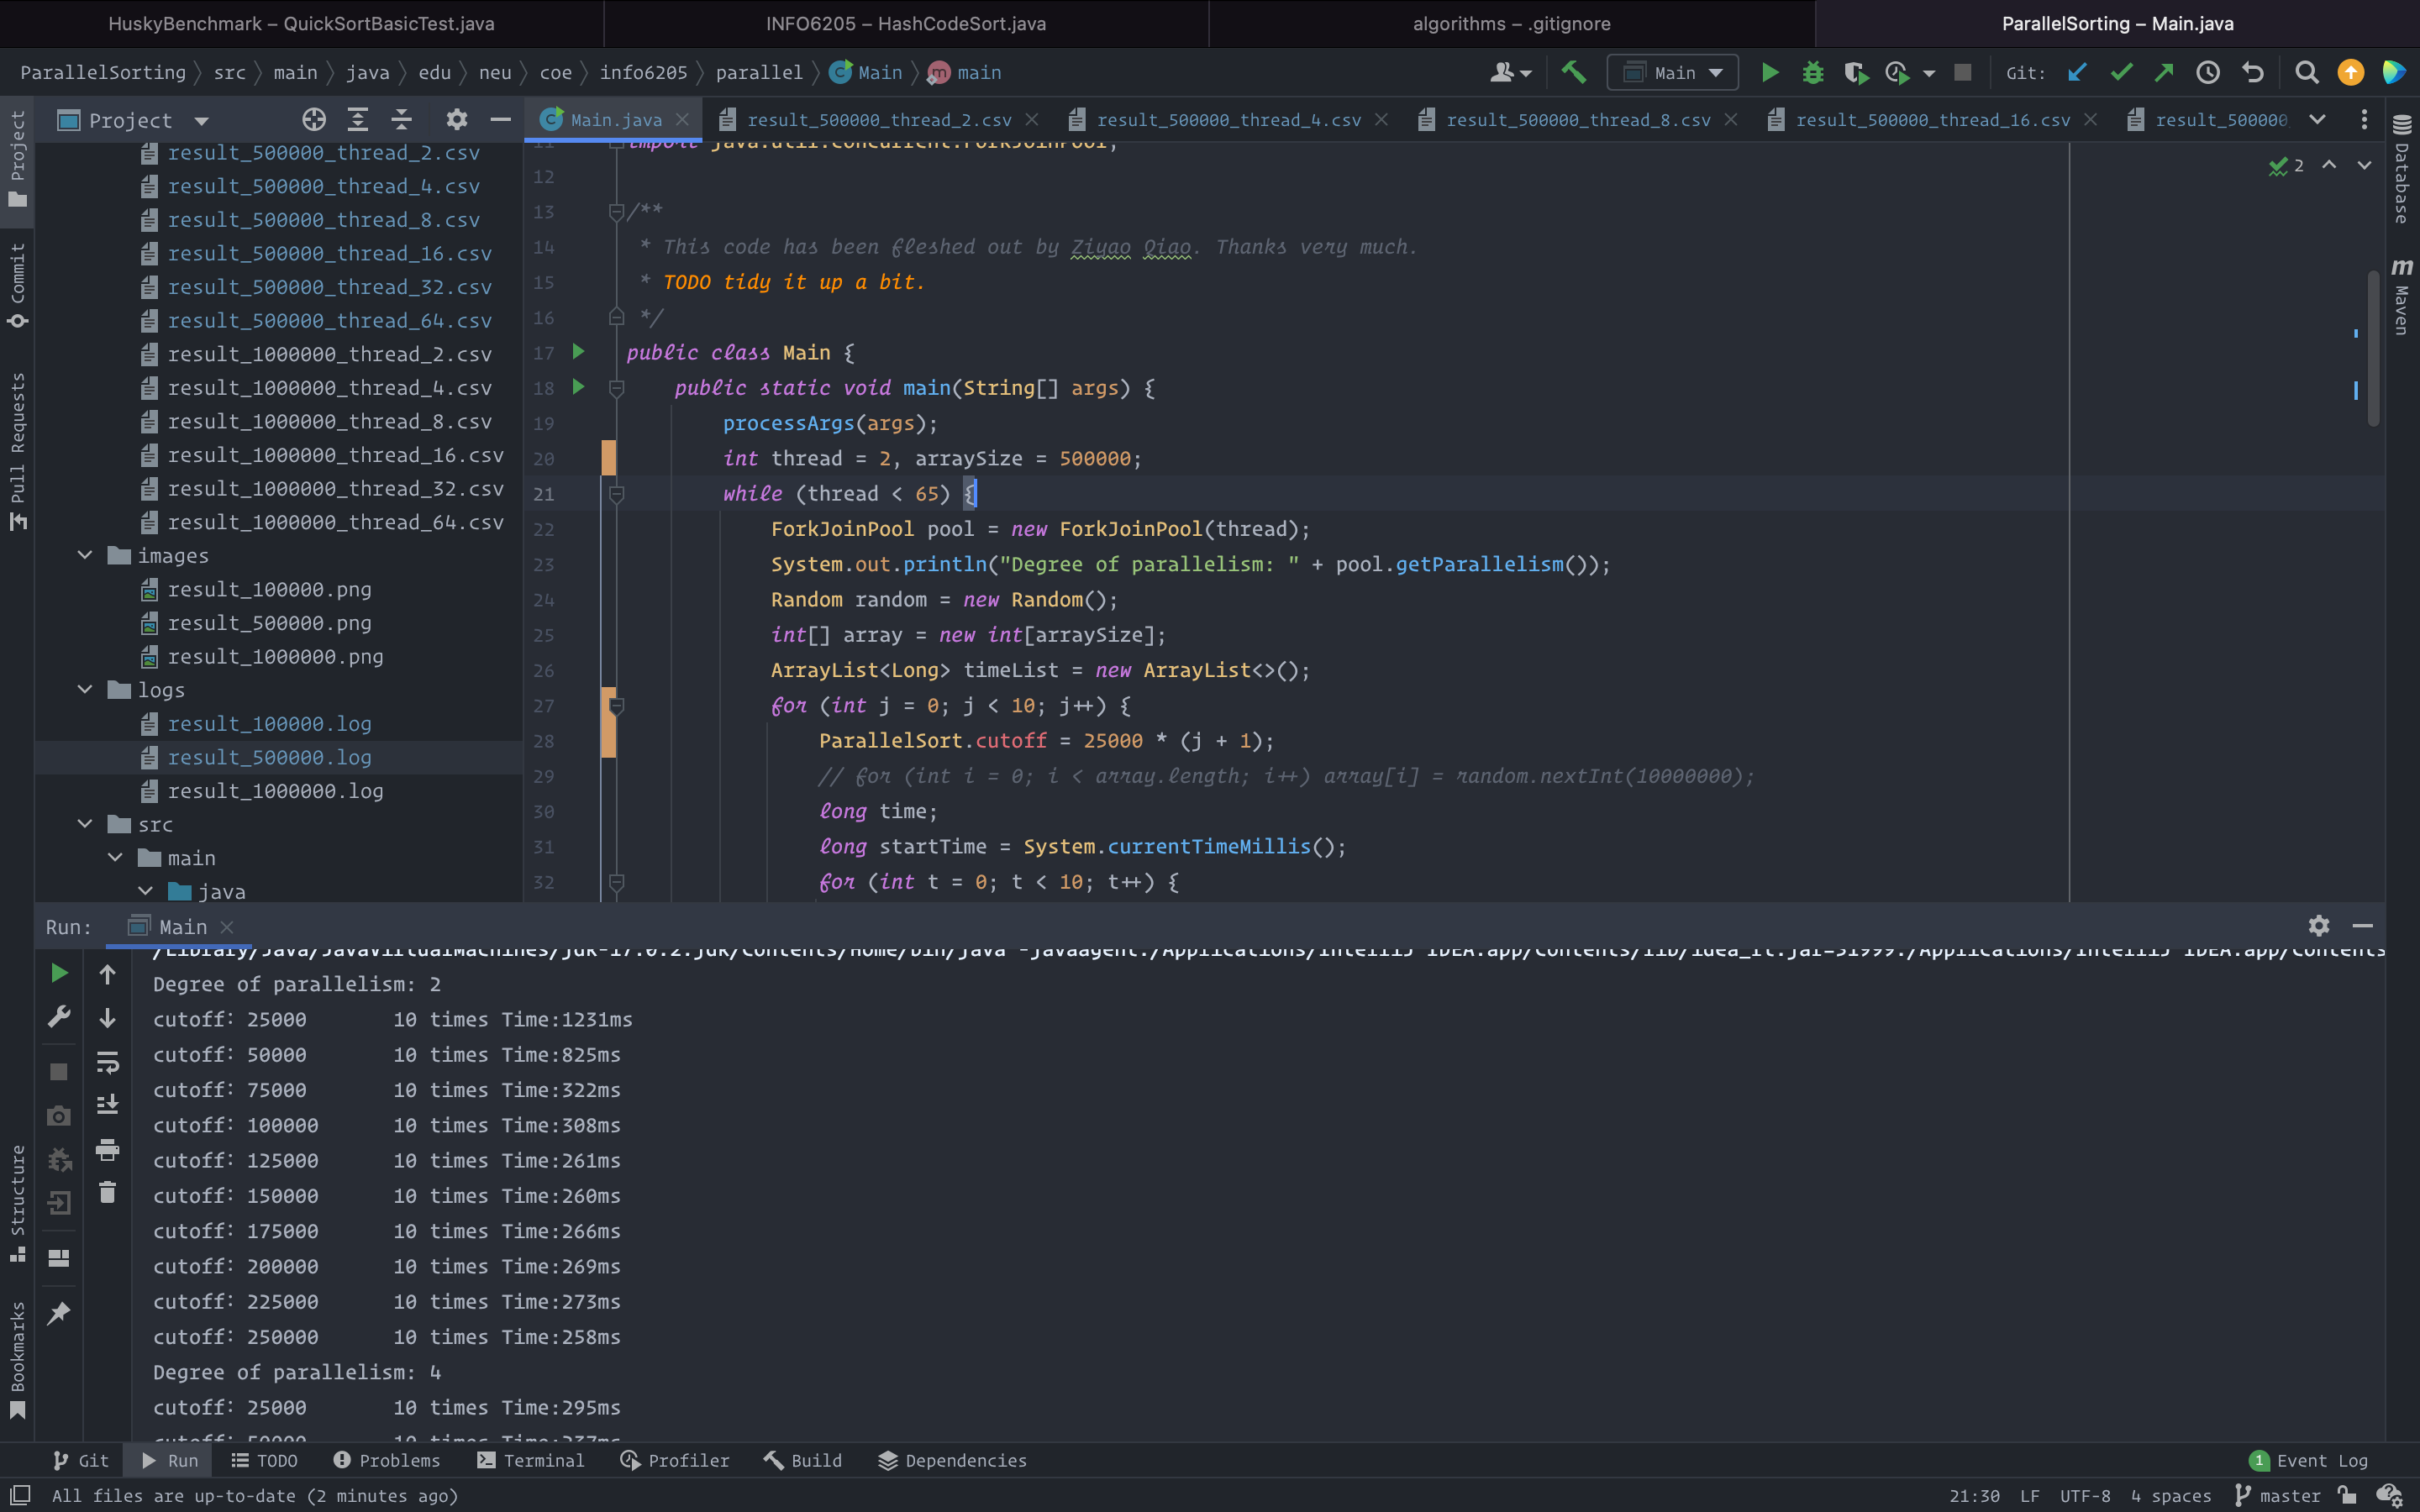 HuskyBenchmark – QuickSortBasicTest.java
INFO6205 – HashCodeSort.java
algorithms – .gitignore
ParallelSorting – Main.java
ParallelSorting src main java edu neu coe info6205 parallel Main main
Main
Git:
Project
Main.java
result_500000_thread_2.csv
result_500000_thread_4.csv
result_500000_thread_8.csv
result_500000_thread_16.csv
result_500000
Project
Commit
Pull Requests
Structure
Bookmarks
Database
Maven
result_500000_thread_2.csv
result_500000_thread_4.csv
result_500000_thread_8.csv
result_500000_thread_16.csv
result_500000_thread_32.csv
result_500000_thread_64.csv
result_1000000_thread_2.csv
result_1000000_thread_4.csv
result_1000000_thread_8.csv
result_1000000_thread_16.csv
result_1000000_thread_32.csv
result_1000000_thread_64.csv
images
result_100000.png
result_500000.png
result_1000000.png
logs
result_100000.log
result_500000.log
result_1000000.log
src
main
java
2
11 import java.util.concurrent.ForkJoinPool;
12
13 /**
14 * This code has been fleshed out by Ziyao Qiao. Thanks very much.
15 * TODO tidy it up a bit.
16 */
17 public class Main {
18 public static void main(String[] args) {
19 processArgs(args);
20 int thread = 2, arraySize = 500000;
21 while (thread < 65) {
22 ForkJoinPool pool = new ForkJoinPool(thread);
23 System.out.println("Degree of parallelism: " + pool.getParallelism());
24 Random random = new Random();
25 int[] array = new int[arraySize];
26 ArrayList<Long> timeList = new ArrayList<>();
27 for (int j = 0; j < 10; j++) {
28 ParallelSort.cutoff = 25000 * (j + 1);
29 // for (int i = 0; i < array.length; i++) array[i] = random.nextInt(10000000);
30 long time;
31 long startTime = System.currentTimeMillis();
32 for (int t = 0; t < 10; t++) {
Run: Main
/Library/Java/JavaVirtualMachines/jdk-17.0.2.jdk/Contents/Home/bin/java -javaagent:/Applications/IntelliJ IDEA.app/Contents/lib/idea_rt.jar=51999:/Applications/IntelliJ IDEA.app/Contents
Degree of parallelism: 2
cutoff: 25000 10 times Time:1231ms
cutoff: 50000 10 times Time:825ms
cutoff: 75000 10 times Time:322ms
cutoff: 100000 10 times Time:308ms
cutoff: 125000 10 times Time:261ms
cutoff: 150000 10 times Time:260ms
cutoff: 175000 10 times Time:266ms
cutoff: 200000 10 times Time:269ms
cutoff: 225000 10 times Time:273ms
cutoff: 250000 10 times Time:258ms
Degree of parallelism: 4
cutoff: 25000 10 times Time:295ms
cutoff: 50000 10 times
Git
Run
TODO
Problems
Terminal
Profiler
Build
Dependencies
1 Event Log
All files are up-to-date (2 minutes ago)
21:30 LF UTF-8 4 spaces master